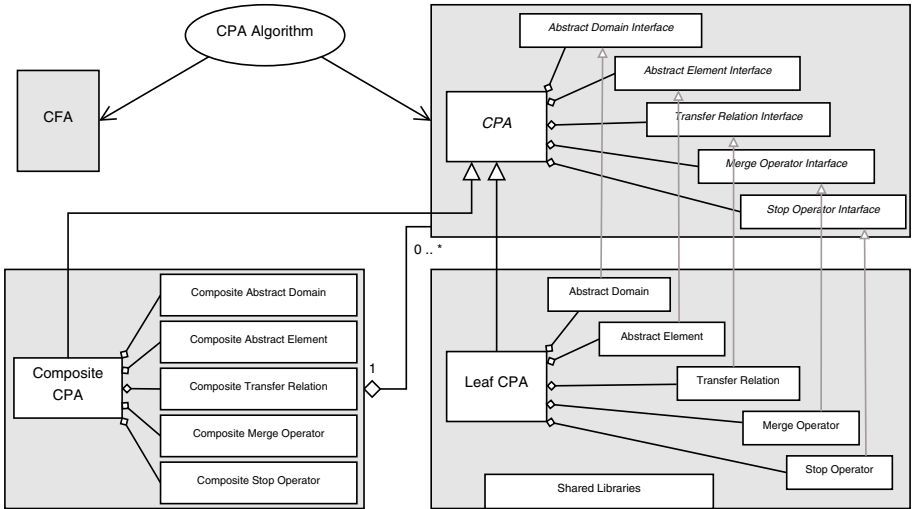 CPA Algorithm
CFA
CPA
Abstract Domain Interface
Abstract Element Interface
Transfer Relation Interface
Merge Operator Interface
Stop Operator Interface
0 .. *
1
Composite
CPA
Composite Abstract Domain
Composite Abstract Element
Composite Transfer Relation
Composite Merge Operator
Composite Stop Operator
Leaf CPA
Abstract Domain
Abstract Element
Transfer Relation
Merge Operator
Stop Operator
Shared Libraries